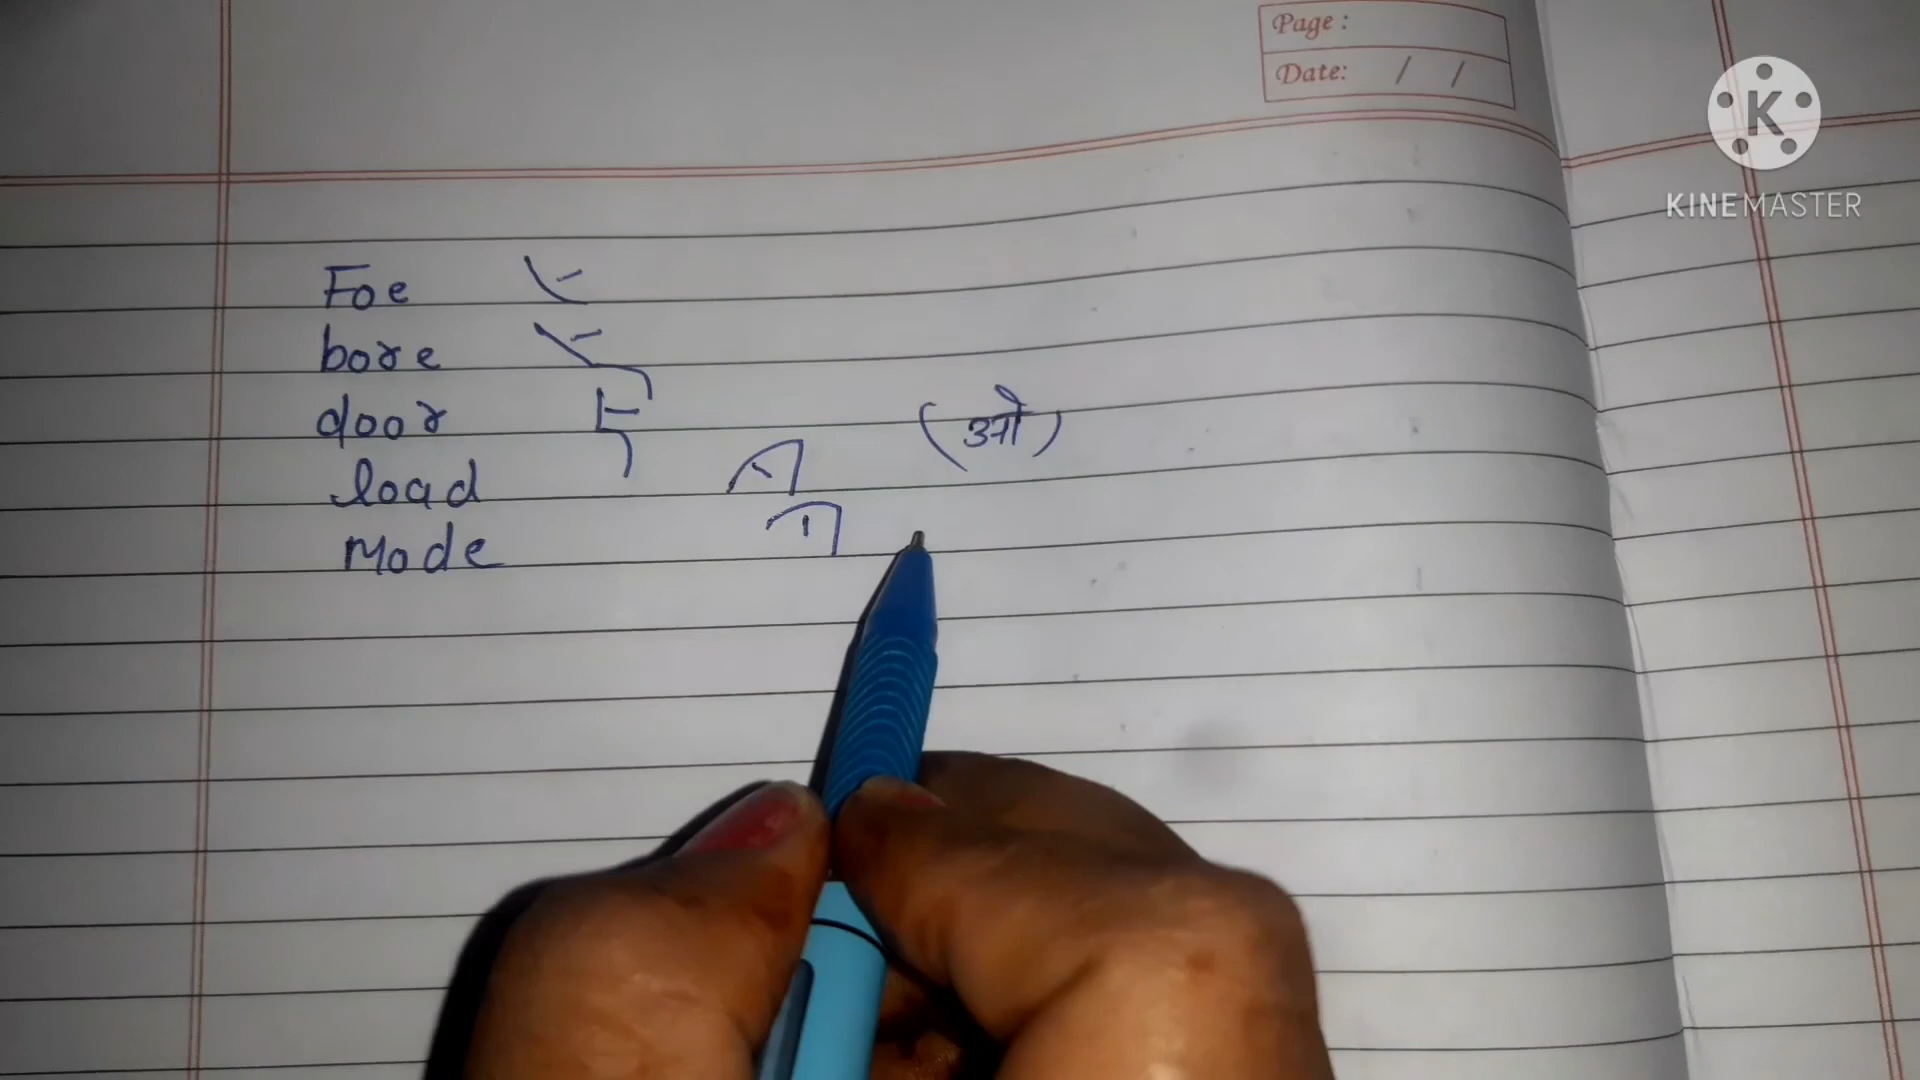 Page :
Date: / /
K
KINEMASTER
Foe
bore
door
(ओ)
load
Mode